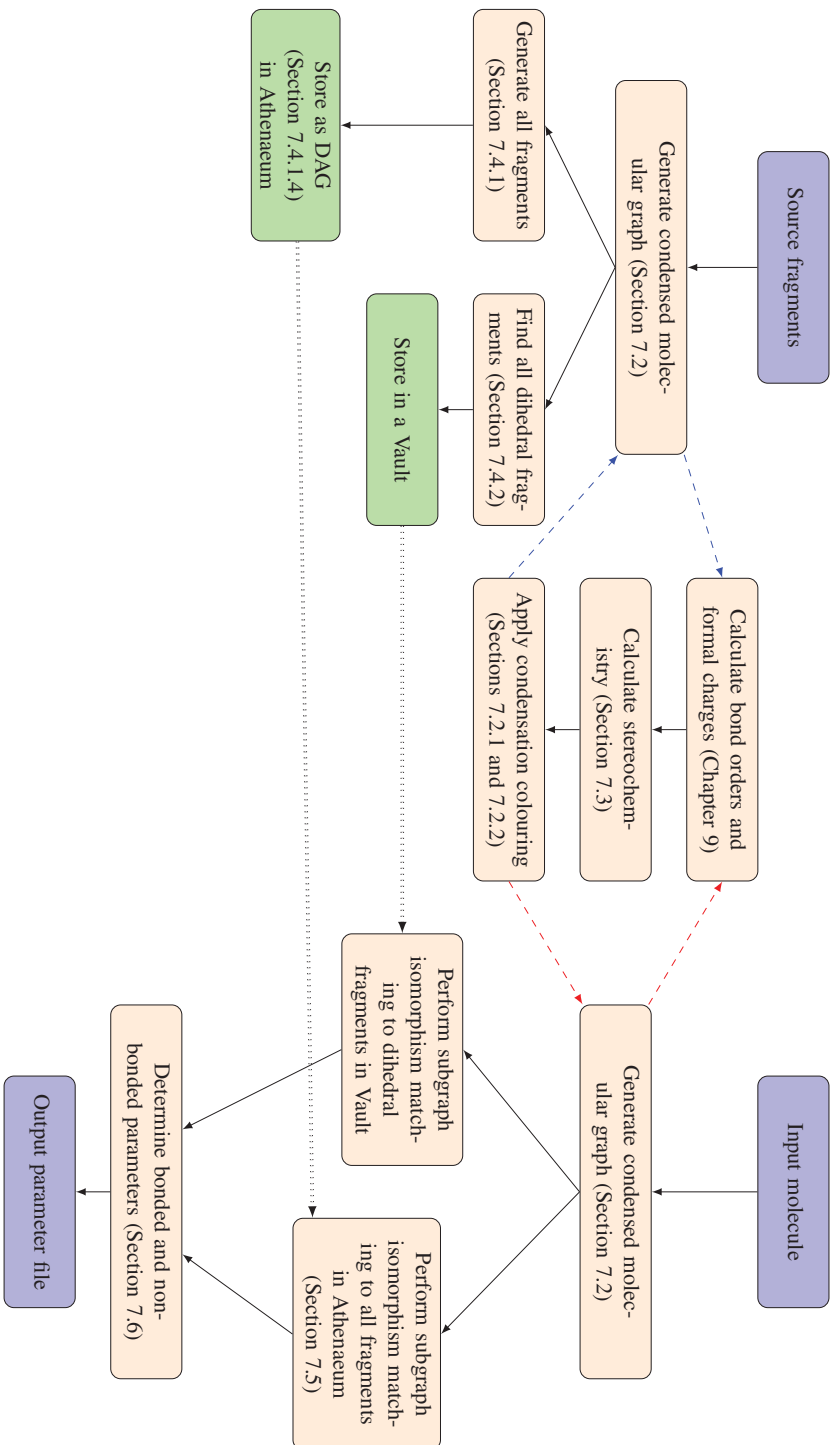 Source fragments
Generate condensed molec-
ular graph (Section 7.2)
Generate all fragments
(Section 7.4.1)
Store as DAG
(Section 7.4.1.4)
in Athenaeum
Find all dihedral frag-
ments (Section 7.4.2)
Store in a Vault
Calculate bond orders and
formal charges (Chapter 9)
Calculate stereochem-
istry (Section 7.3)
Apply condensation colouring
(Sections 7.2.1 and 7.2.2)
Input molecule
Generate condensed molec-
ular graph (Section 7.2)
Perform subgraph
isomorphism match-
ing to dihedral
fragments in Vault
Perform subgraph
isomorphism match-
ing to all fragments
in Athenaeum
(Section 7.5)
Determine bonded and non-
bonded parameters (Section 7.6)
Output parameter file